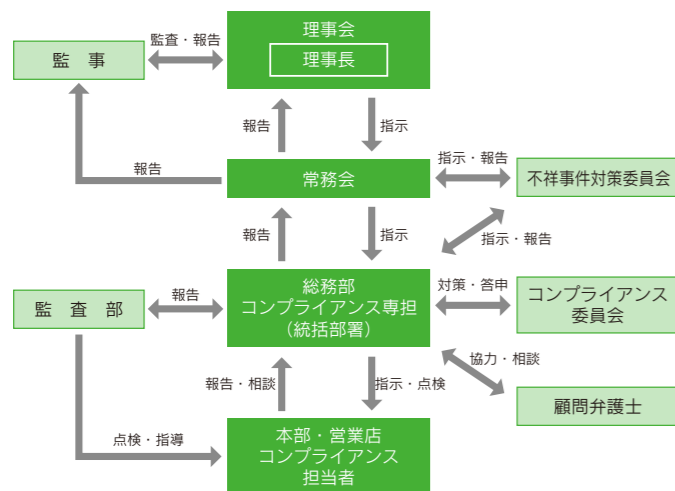 理事会
理事長
監査・報告
監　事
報告
指示
報告
常務会
指示・報告
不祥事件対策委員会
報告
指示
指示・報告
総務部
コンプライアンス専担
（統括部署）
監　査　部
報告
対策・答申
コンプライアンス
委員会
協力・相談
顧問弁護士
報告・相談
指示・点検
点検・指導
本部・営業店
コンプライアンス
担当者